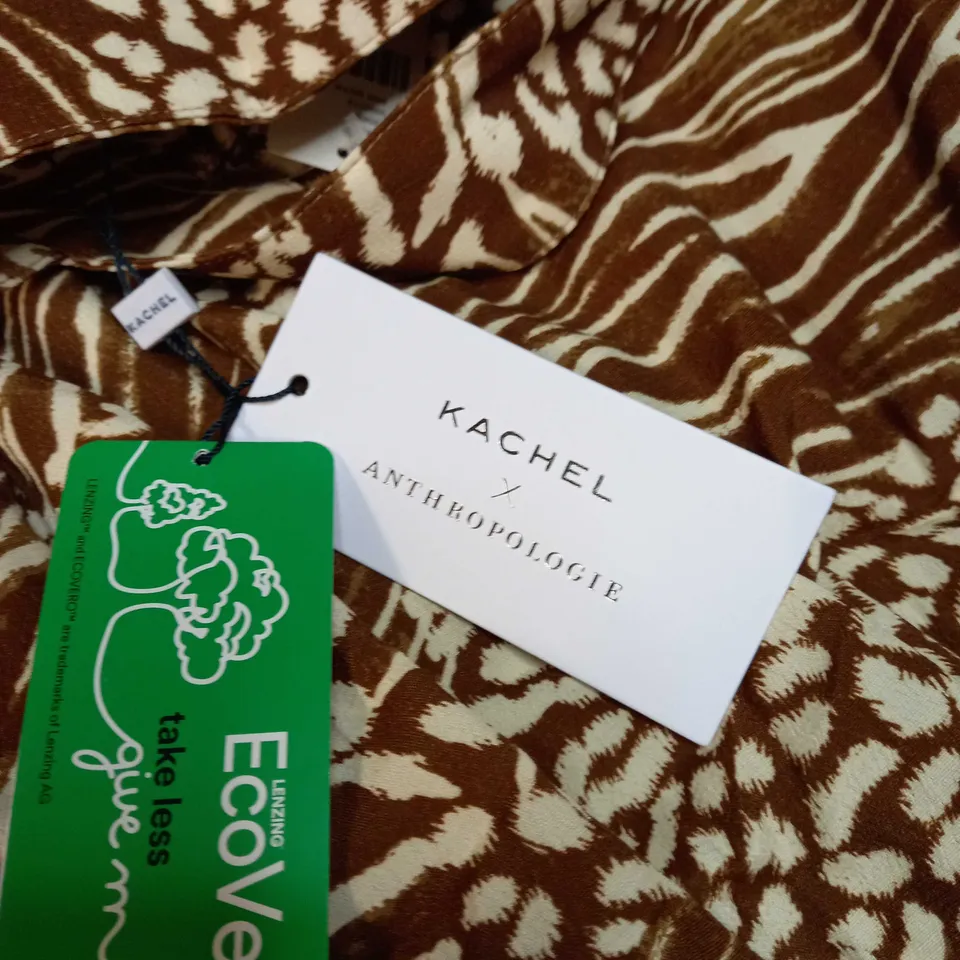 KACHEL
KACHEL
X
ANTHROPOLOGIE
LENZING™ and ECOVERO™ are trademarks of Lenzing AG
take less
give m
LENZING
EcoVe